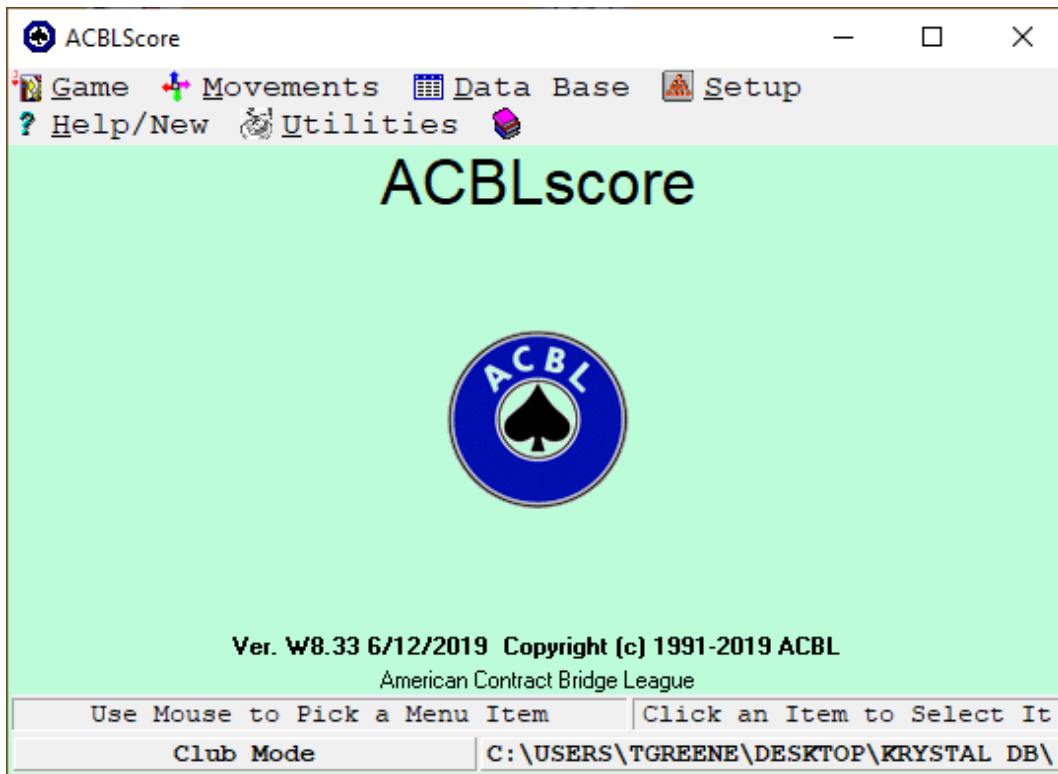 ACBLScore
Game Movements Data Base Setup
? Help/New Utilities
ACBLscore
ACBL
Ver. W8.33 6/12/2019 Copyright (c) 1991-2019 ACBL
American Contract Bridge League
Use Mouse to Pick a Menu Item Click an Item to Select It
Club Mode C:\USERS\TGREENE\DESKTOP\KRYSTAL DB\